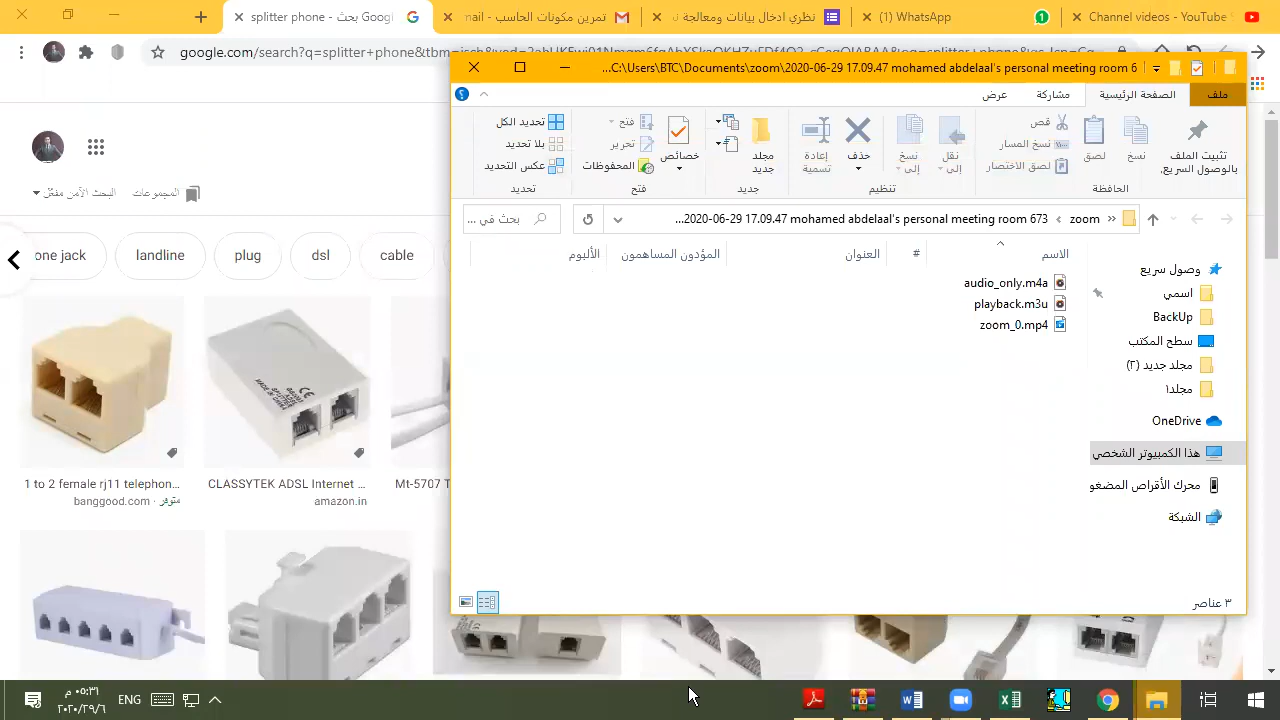 splitter phone - بحث Googl
تمرين مكونات الحاسب - mail
نظري ادخال بيانات ومعالجة
(1) WhatsApp
1
Channel videos - YouTube
google.com/search?q=splitter+phone&tbm=
المجموعات
البحث الآمن مفعّل
one jack
landline
plug
dsl
cable
1 to 2 female rj11 telephon...
banggood.com · متوفر
CLASSYTEK ADSL Internet ...
amazon.in
Mt-5707 T
...C:\Users\BTC\Documents\zoom\2020-06-29 17.09.47 mohamed abdelaal's personal meeting room 6
ملف
الصفحة الرئيسية
مشاركة
عرض
تثبيت الملف بالوصول السريع.
نسخ
لصق
قص
نسخ المسار
لصق الاختصار
الحافظة
نقل إلى
نسخ إلى
حذف
إعادة تسمية
تنظيم
مجلد جديد
جديد
خصائص
فتح
تحرير
المحفوظات
فتح
تحديد الكل
بلا تحديد
عكس التحديد
تحديد
zoom
...2020-06-29 17.09.47 mohamed abdelaal's personal meeting room 673
بحث في ...
الاسم
#
العنوان
المؤدون المساهمون
الألبوم
audio_only.m4a
playback.m3u
zoom_0.mp4
وصول سريع
اسمي
BackUp
سطح المكتب
مجلد جديد (٢)
مجلد١
OneDrive
هذا الكمبيوتر الشخصي
محرك الأقراص المضغو
الشبكة
٣ عناصر
ENG
٠٥:٣١ م
٢٠٢٠/٢٩/٦